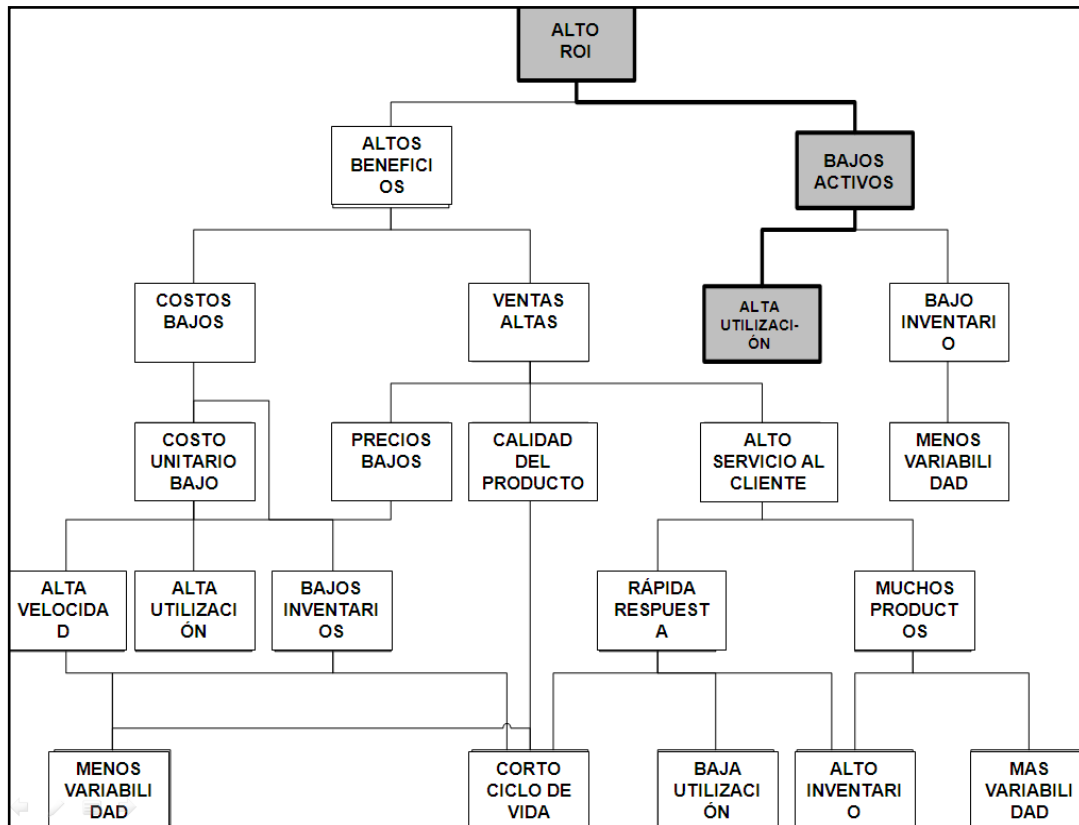 ALTO
ROI
ALTOS
BENEFICI
OS
BAJOS
ACTIVOS
COSTOS
BAJOS
VENTAS
ALTAS
ALTA
UTILIZACI-
ÓN
BAJO
INVENTARI
O
COSTO
UNITARIO
BAJO
PRECIOS
BAJOS
CALIDAD
DEL
PRODUCTO
ALTO
SERVICIO AL
CLIENTE
MENOS
VARIABILI
DAD
ALTA
VELOCIDA
D
ALTA
UTILIZACI
ÓN
BAJOS
INVENTARI
OS
RÁPIDA
RESPUEST
A
MUCHOS
PRODUCT
OS
MENOS
VARIABILI
DAD
CORTO
CICLO DE
VIDA
BAJA
UTILIZACI
ÓN
ALTO
INVENTARI
O
MAS
VARIABILI
DAD